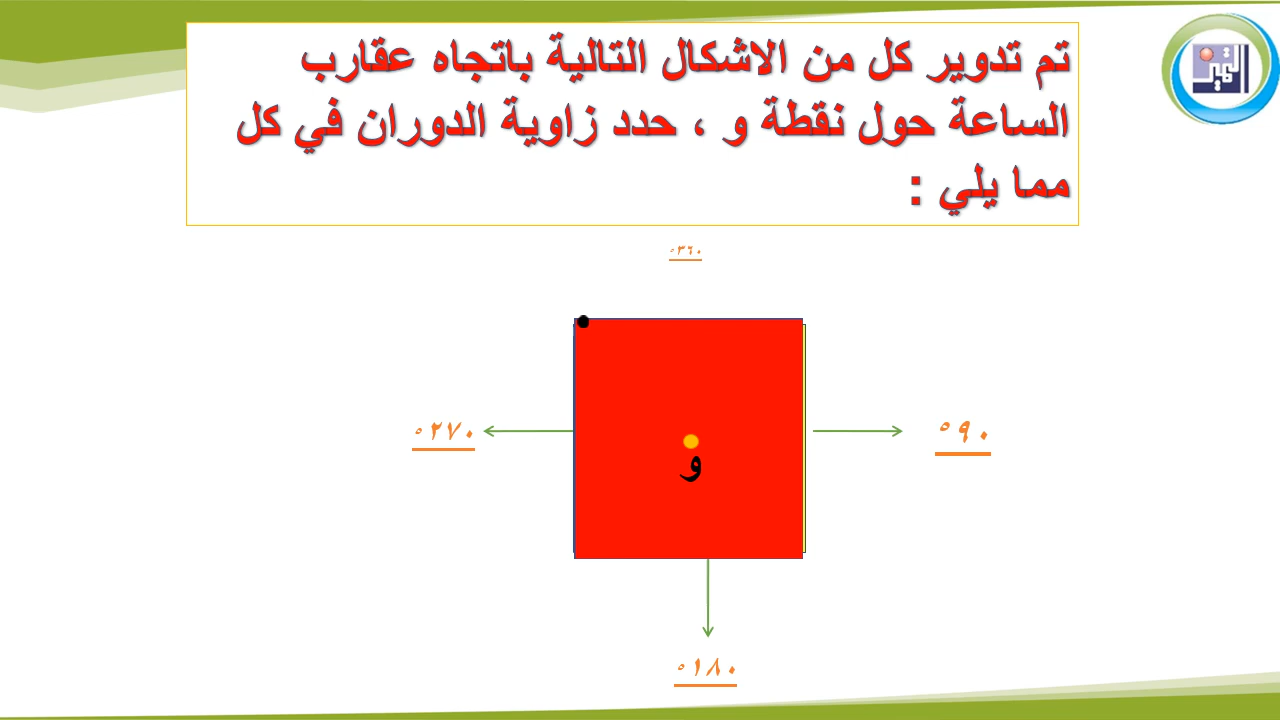 تم تدوير كل من الاشكال التالية باتجاه عقارب
الساعة حول نقطة و ، حدد زاوية الدوران في كل
مما يلي :
التميز
٣٦٠°
٢٧٠°
٩٠°
و
١٨٠°